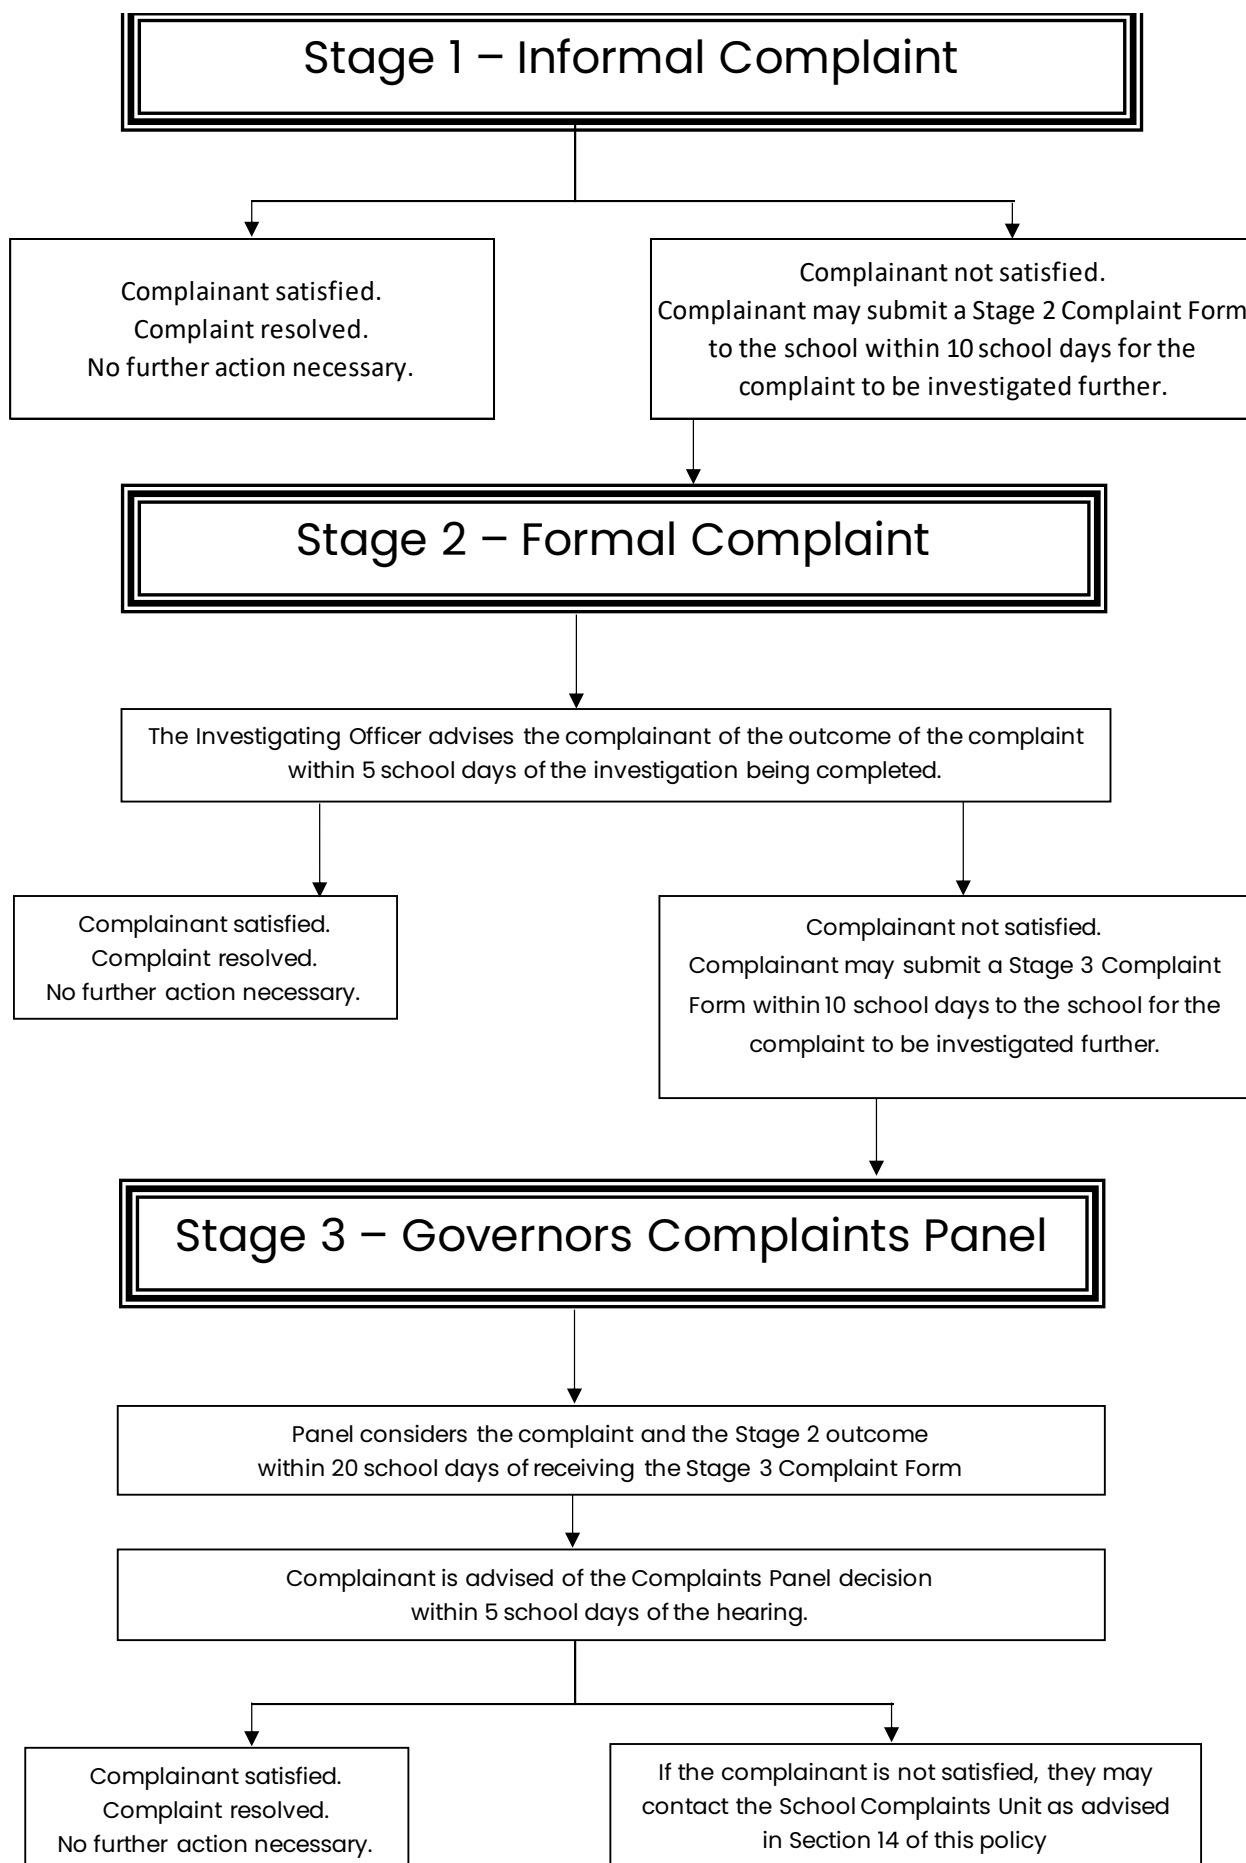 Stage 1 – Informal Complaint
Complainant satisfied.
Complaint resolved.
No further action necessary.
Complainant not satisfied.
Complainant may submit a Stage 2 Complaint Form
to the school within 10 school days for the
complaint to be investigated further.
Stage 2 – Formal Complaint
The Investigating Officer advises the complainant of the outcome of the complaint
within 5 school days of the investigation being completed.
Complainant satisfied.
Complaint resolved.
No further action necessary.
Complainant not satisfied.
Complainant may submit a Stage 3 Complaint
Form within 10 school days to the school for the
complaint to be investigated further.
Stage 3 – Governors Complaints Panel
Panel considers the complaint and the Stage 2 outcome
within 20 school days of receiving the Stage 3 Complaint Form
Complainant is advised of the Complaints Panel decision
within 5 school days of the hearing.
Complainant satisfied.
Complaint resolved.
No further action necessary.
If the complainant is not satisfied, they may
contact the School Complaints Unit as advised
in Section 14 of this policy